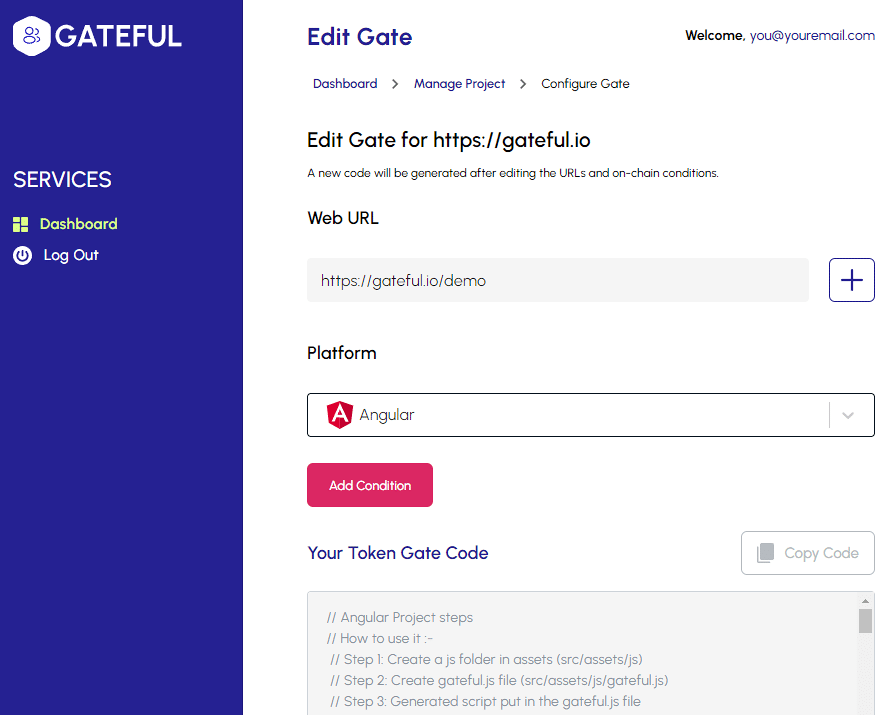 GATEFUL
SERVICES
Dashboard
Log Out
Edit Gate
Welcome, you@youremail.com
Dashboard > Manage Project > Configure Gate
Edit Gate for https://gateful.io
A new code will be generated after editing the URLs and on-chain conditions.
Web URL
https://gateful.io/demo
Platform
Angular
Add Condition
Your Token Gate Code
Copy Code
// Angular Project steps
// How to use it :-
// Step 1: Create a js folder in assets (src/assets/js)
// Step 2: Create gateful.js file (src/assets/js/gateful.js)
// Step 3: Generated script put in the gateful.js file